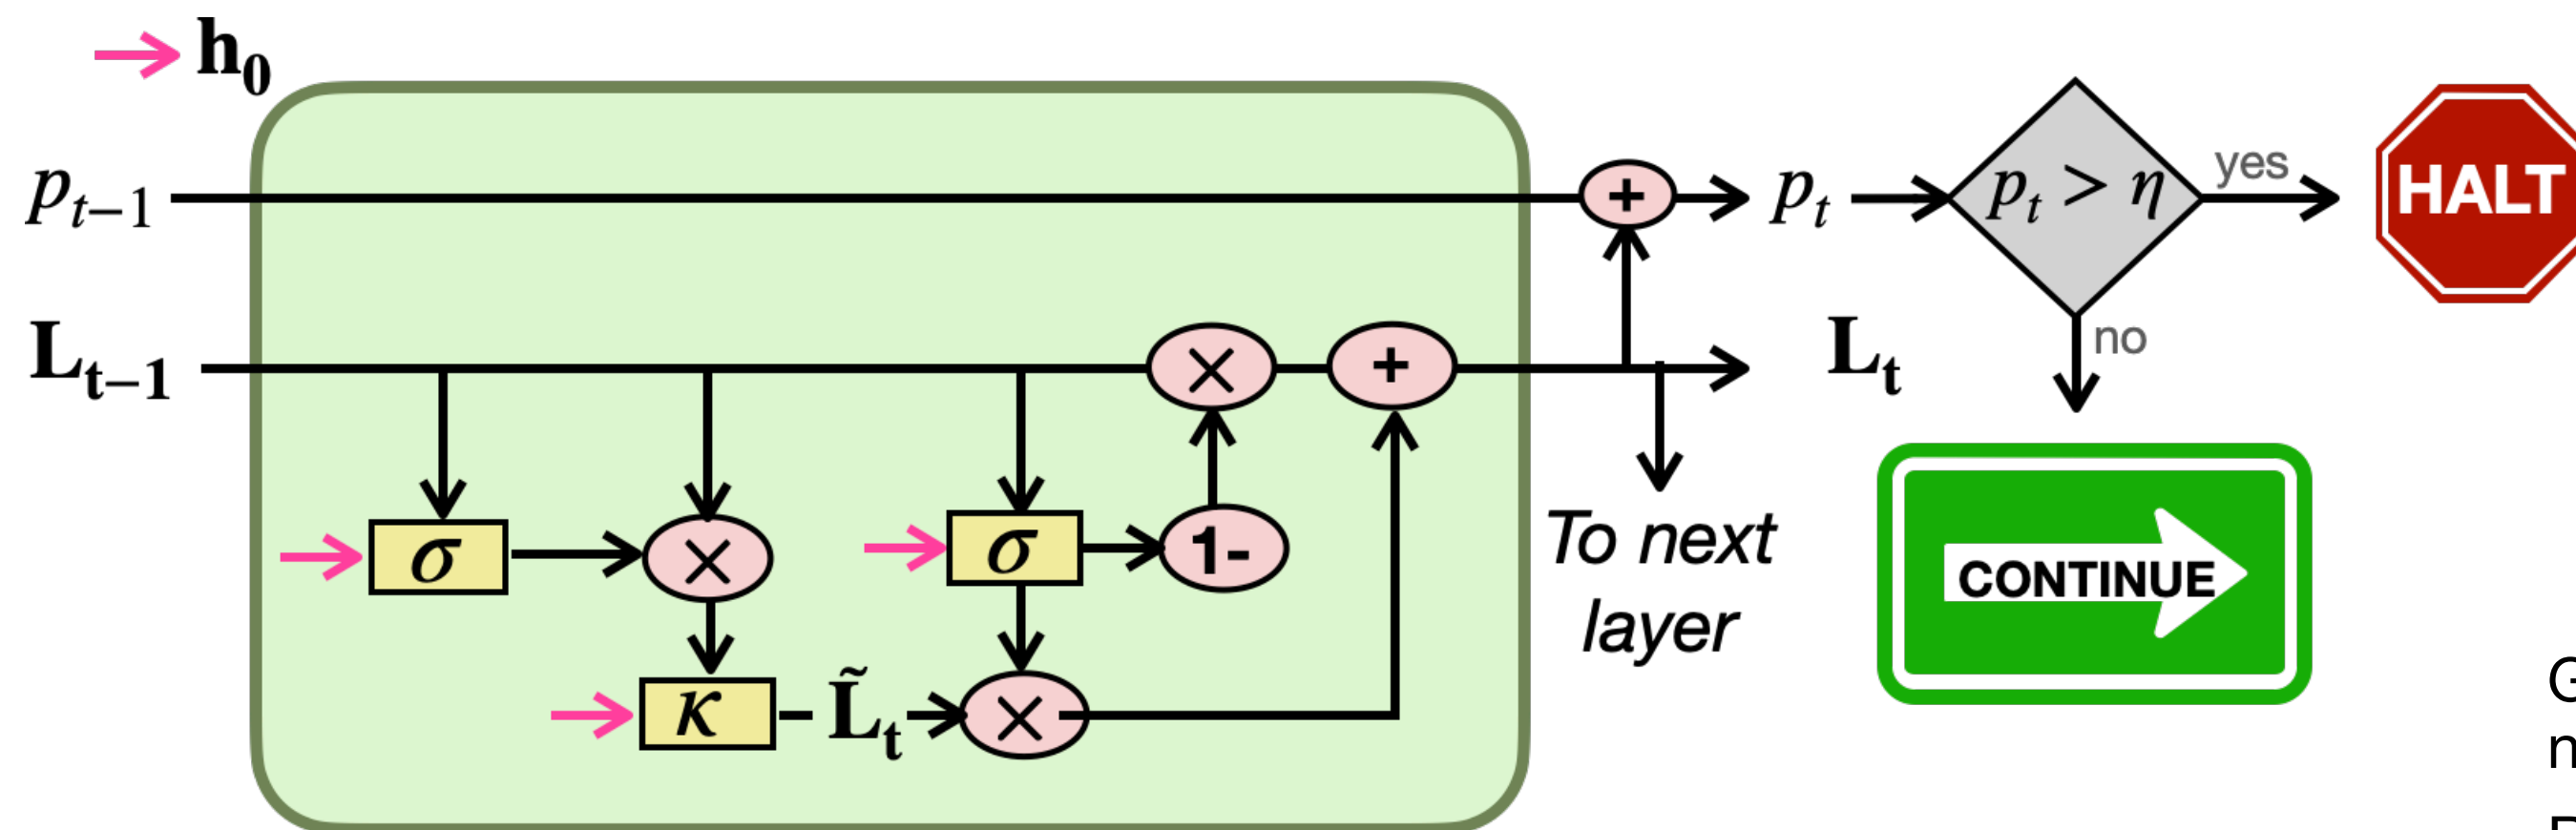 h₀
pₜ₋₁
+
pₜ
pₜ > η
yes
HALT
Lₜ₋₁
×
+
Lₜ
no
σ
×
σ
1-
To next
layer
CONTINUE
κ
L̃ₜ
×